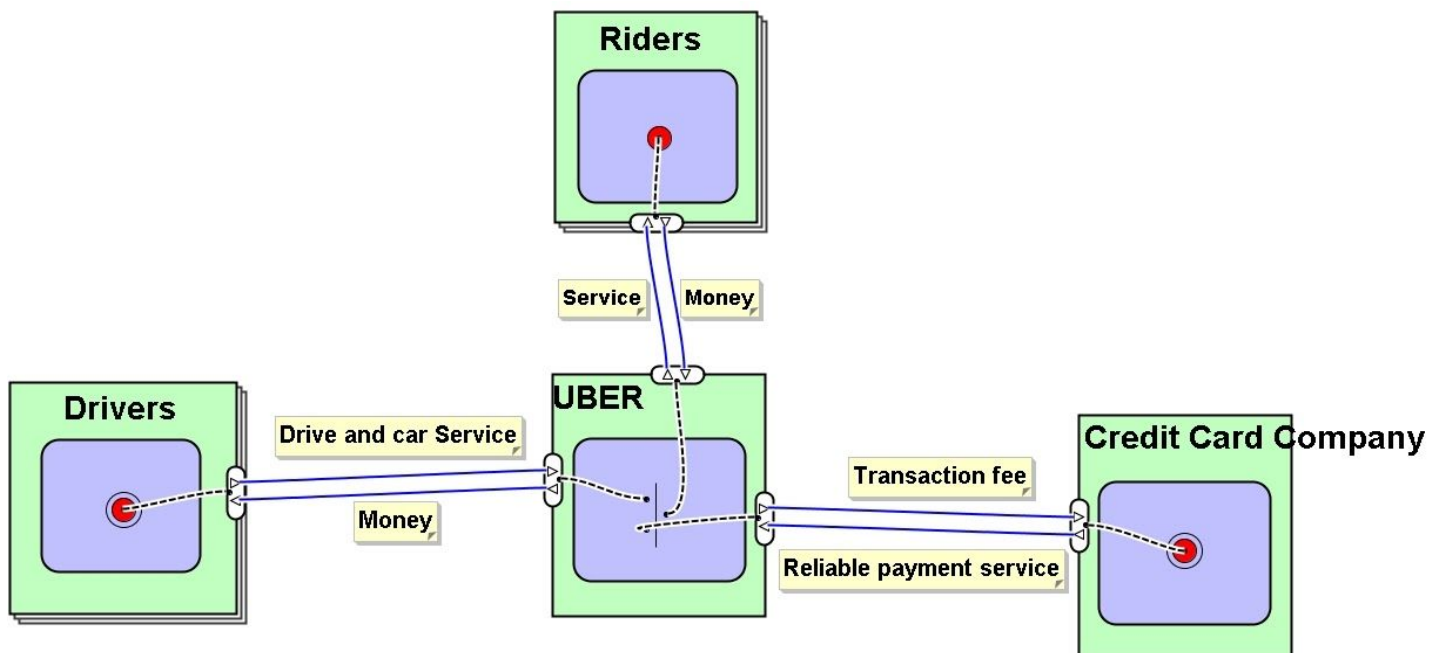 Riders
Service
Money
UBER
Drivers
Drive and car Service
Money
Credit Card Company
Transaction fee
Reliable payment service